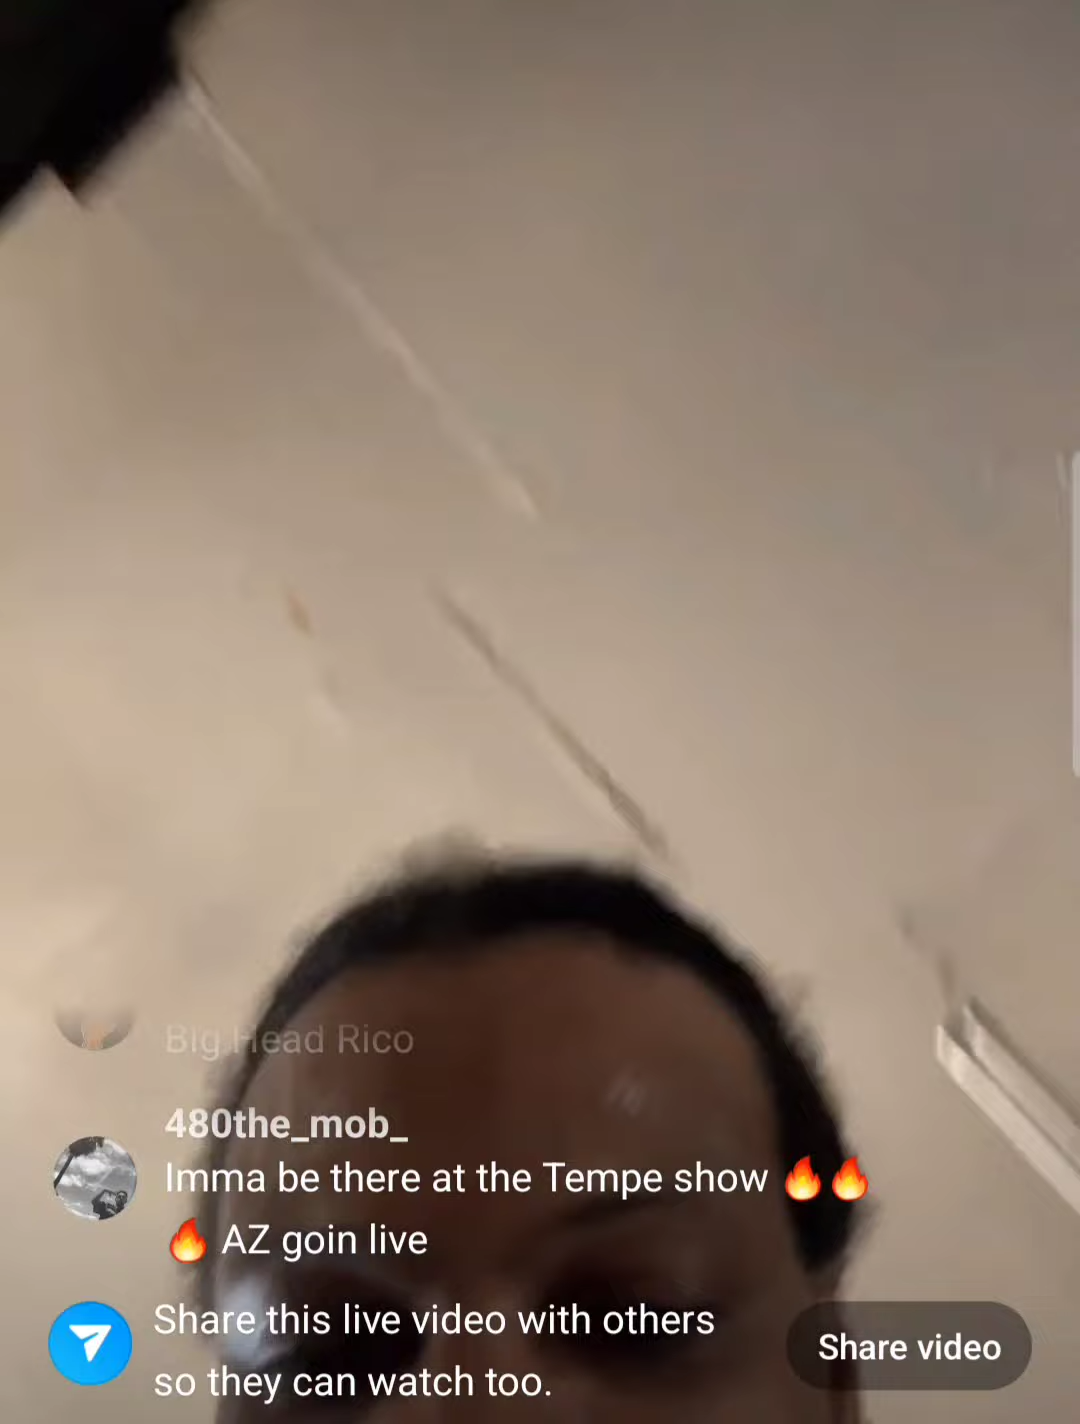 Big Head Rico
480the_mob_
Imma be there at the Tempe show 🔥🔥
🔥 AZ goin live
Share this live video with others
so they can watch too.
Share video